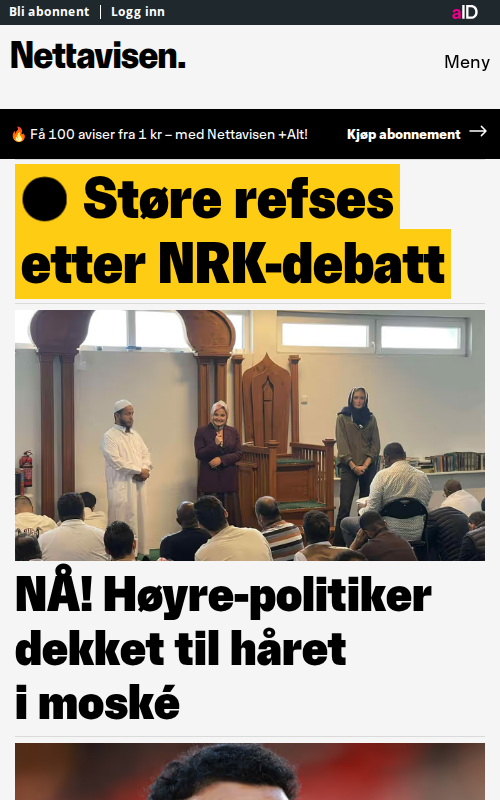 Bli abonnent
Logg inn
aID
Nettavisen.
Meny
🔥 Få 100 aviser fra 1 kr – med Nettavisen +Alt!
Kjøp abonnement →
Støre refses
etter NRK-debatt
NÅ! Høyre-politiker
dekket til håret
i moské